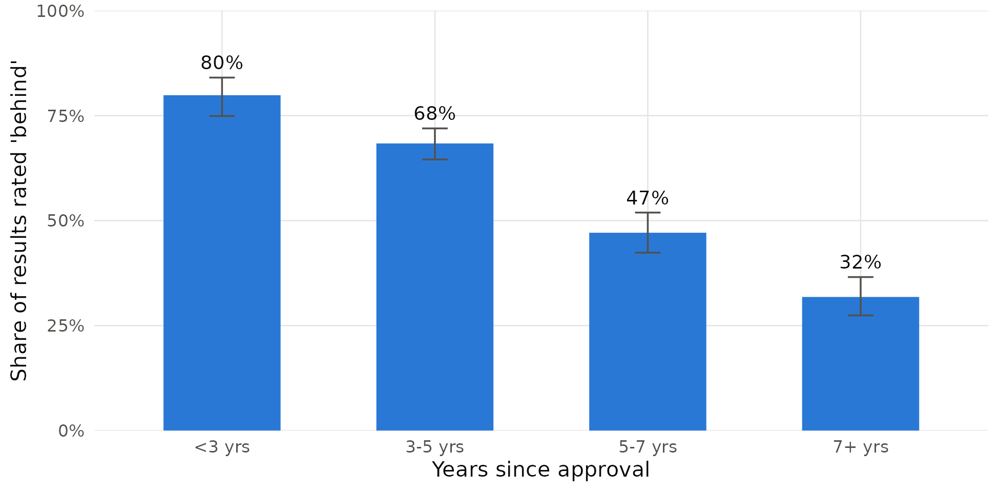 100%
75%
50%
25%
0%
Share of results rated 'behind'
80%
68%
47%
32%
<3 yrs
3-5 yrs
5-7 yrs
7+ yrs
Years since approval